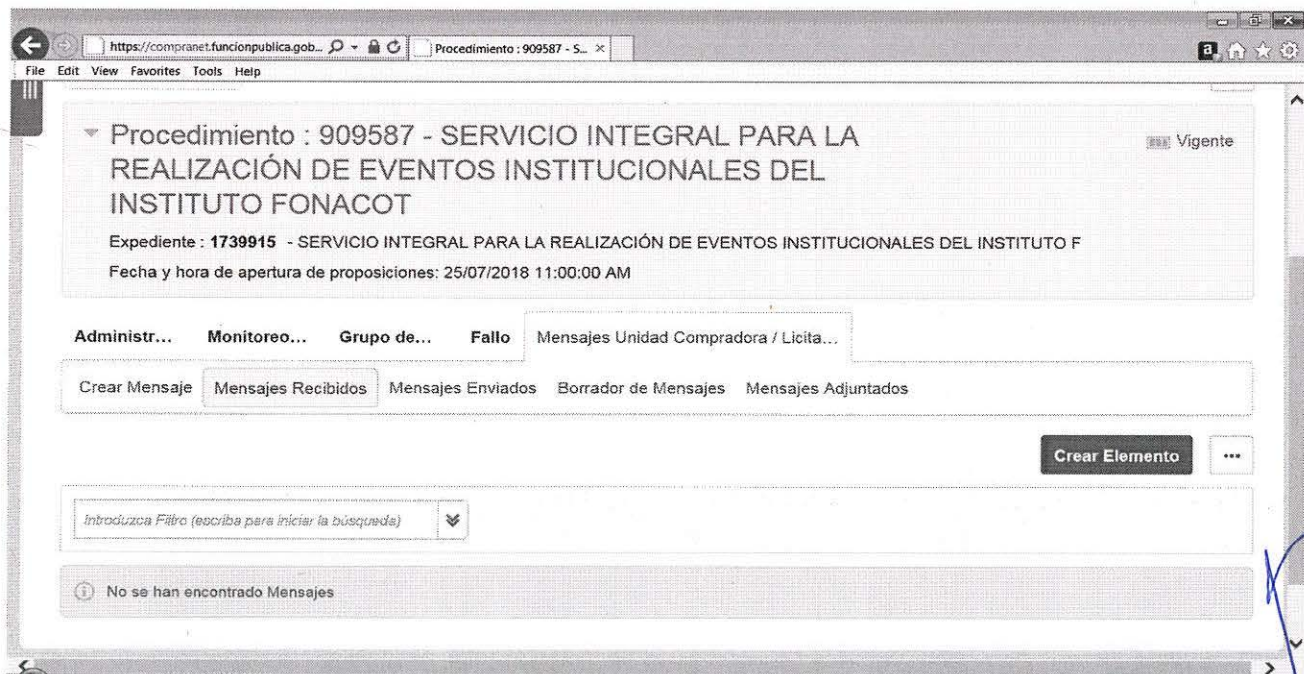 https://compranet.funcionpublica.gob... Procedimiento : 909587 - S...
File Edit View Favorites Tools Help
Procedimiento : 909587 - SERVICIO INTEGRAL PARA LA
REALIZACIÓN DE EVENTOS INSTITUCIONALES DEL
INSTITUTO FONACOT
Vigente
Expediente : 1739915 - SERVICIO INTEGRAL PARA LA REALIZACIÓN DE EVENTOS INSTITUCIONALES DEL INSTITUTO F
Fecha y hora de apertura de proposiciones: 25/07/2018 11:00:00 AM
Administr... Monitoreo... Grupo de... Fallo Mensajes Unidad Compradora / Licita...
Crear Mensaje Mensajes Recibidos Mensajes Enviados Borrador de Mensajes Mensajes Adjuntados
Crear Elemento ...
Introduzca Filtro (escriba para iniciar la búsqueda)
No se han encontrado Mensajes